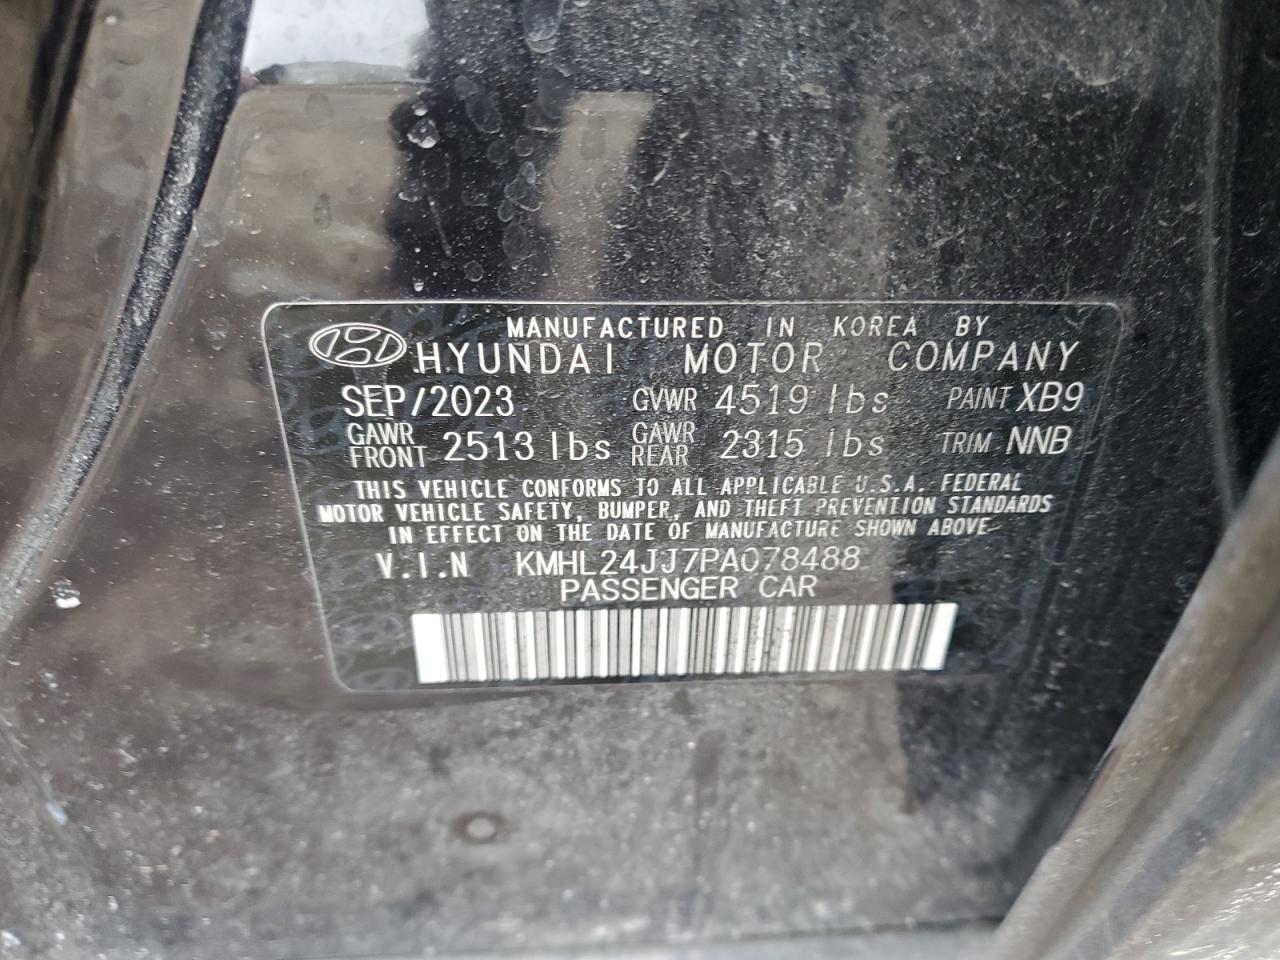 MANUFACTURED IN KOREA BY
HYUNDAI MOTOR COMPANY
SEP/2023 GVWR 4519 lbs PAINT XB9
GAWR FRONT 2513 lbs GAWR REAR 2315 lbs TRIM NNB
THIS VEHICLE CONFORMS TO ALL APPLICABLE U.S.A. FEDERAL
MOTOR VEHICLE SAFETY, BUMPER, AND THEFT PREVENTION STANDARDS
IN EFFECT ON THE DATE OF MANUFACTURE SHOWN ABOVE
V.I.N KMHL24JJ7PA078488
PASSENGER CAR